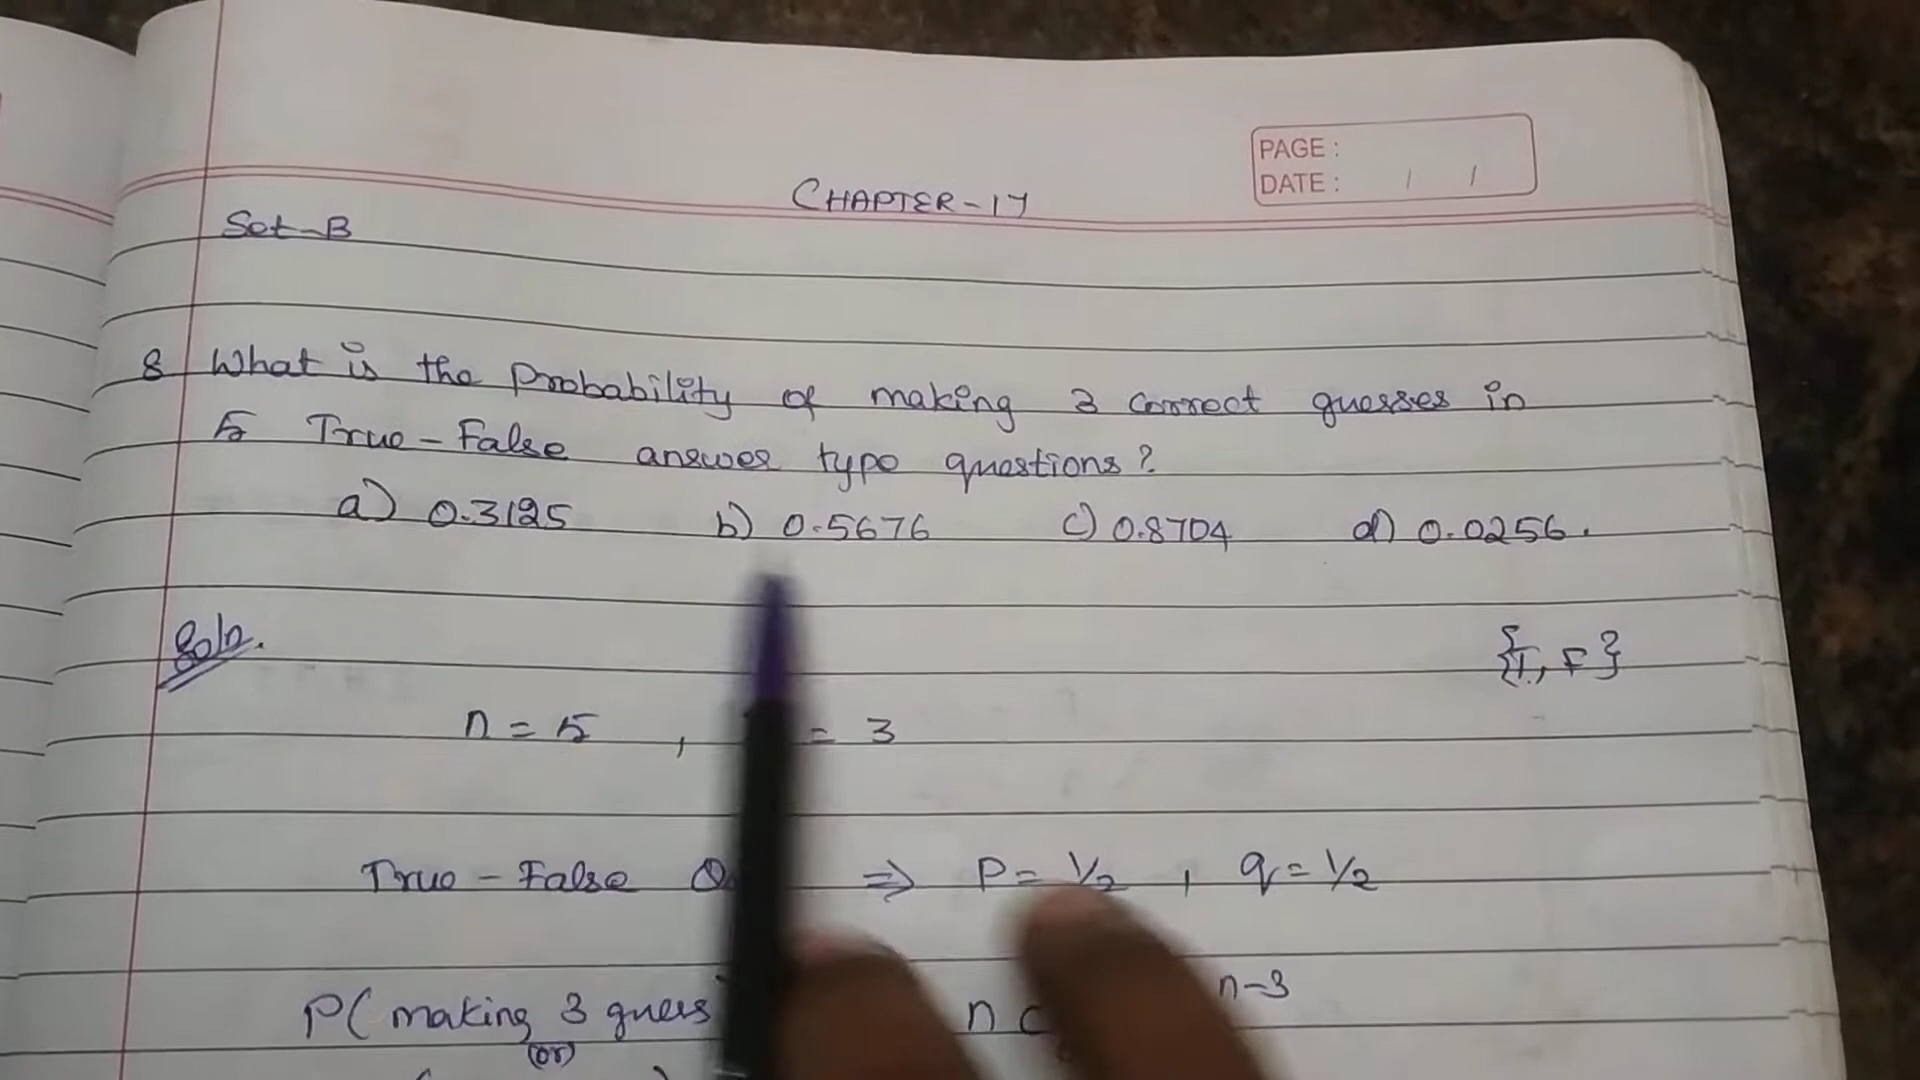 PAGE :
DATE : / /
CHAPTER-17
Set-B
8 What is the Probability of making 3 correct guesses in
5 True-False answer type questions?
a) 0.3125 b) 0.5676 c) 0.8704 d) 0.0256.
Soln.
{T, F}
n = 5 , = 3
True-False ⇒ P = 1/2 , q = 1/2
P( making 3 guess n C n-3
(or)